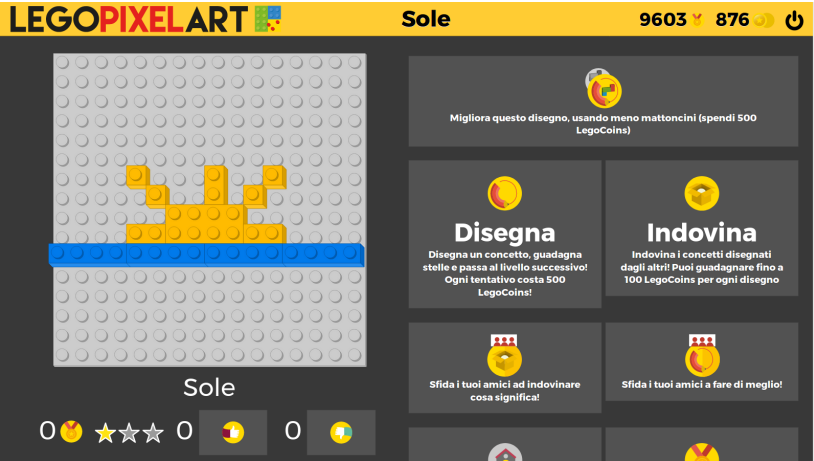 LEGOPIXELART
Sole
9603
876
Migliora questo disegno, usando meno mattoncini (spendi 500
LegoCoins)
Disegna
Disegna un concetto, guadagna
stelle e passa al livello successivo!
Ogni tentativo costa 500
LegoCoins!
Indovina
Indovina i concetti disegnati
dagli altri! Puoi guadagnare fino a
100 LegoCoins per ogni disegno
Sfida i tuoi amici ad indovinare
cosa significa!
Sfida i tuoi amici a fare di meglio!
Sole
0
0
0